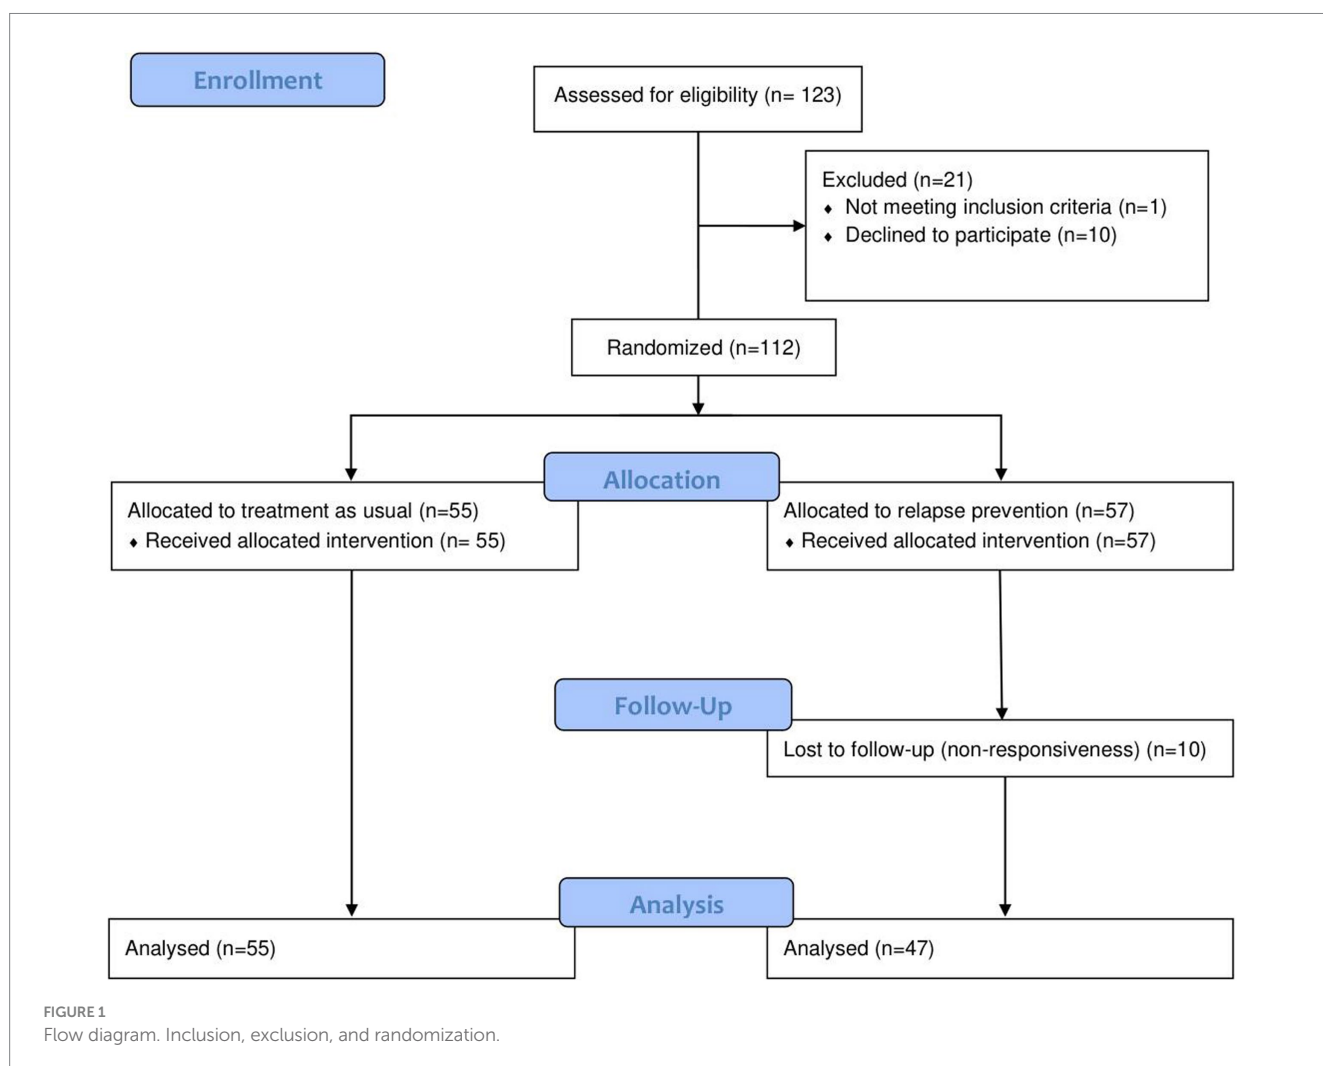 Enrollment
Assessed for eligibility (n= 123)
Excluded (n=21)
♦ Not meeting inclusion criteria (n=1)
♦ Declined to participate (n=10)
Randomized (n=112)
Allocation
Allocated to treatment as usual (n=55)
♦ Received allocated intervention (n= 55)
Allocated to relapse prevention (n=57)
♦ Received allocated intervention (n=57)
Follow-Up
Lost to follow-up (non-responsiveness) (n=10)
Analysis
Analysed (n=55)
Analysed (n=47)
FIGURE 1
Flow diagram. Inclusion, exclusion, and randomization.